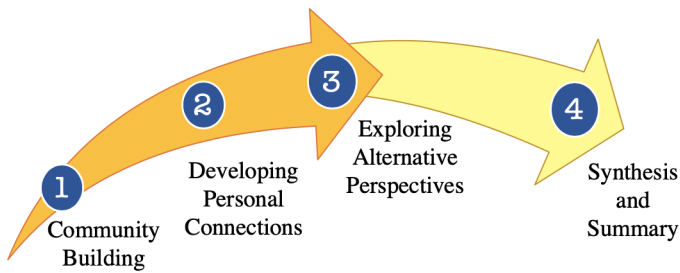 1
Community
Building
2
Developing
Personal
Connections
3
Exploring
Alternative
Perspectives
4
Synthesis
and
Summary